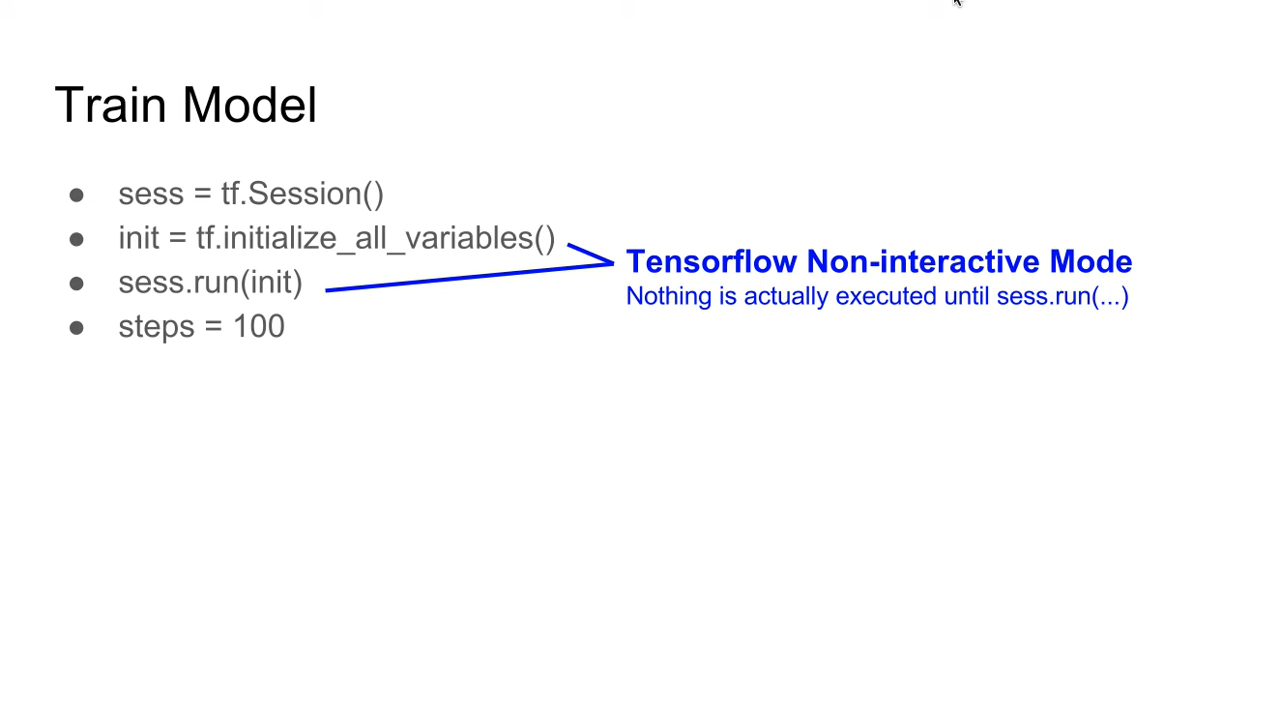 Train Model
● sess = tf.Session()
● init = tf.initialize_all_variables()
● sess.run(init)
● steps = 100
Tensorflow Non-interactive Mode
Nothing is actually executed until sess.run(...)